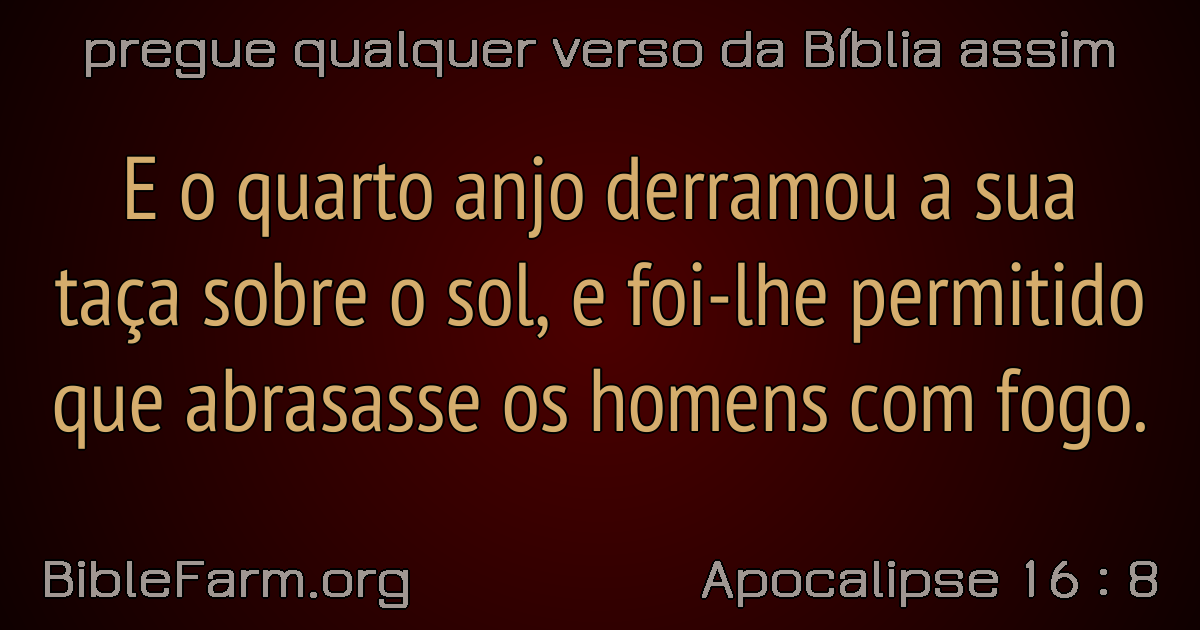 pregue qualquer verso da Bíblia assim
E o quarto anjo derramou a sua
taça sobre o sol, e foi-lhe permitido
que abrasasse os homens com fogo.
BibleFarm.org
Apocalipse 16 : 8